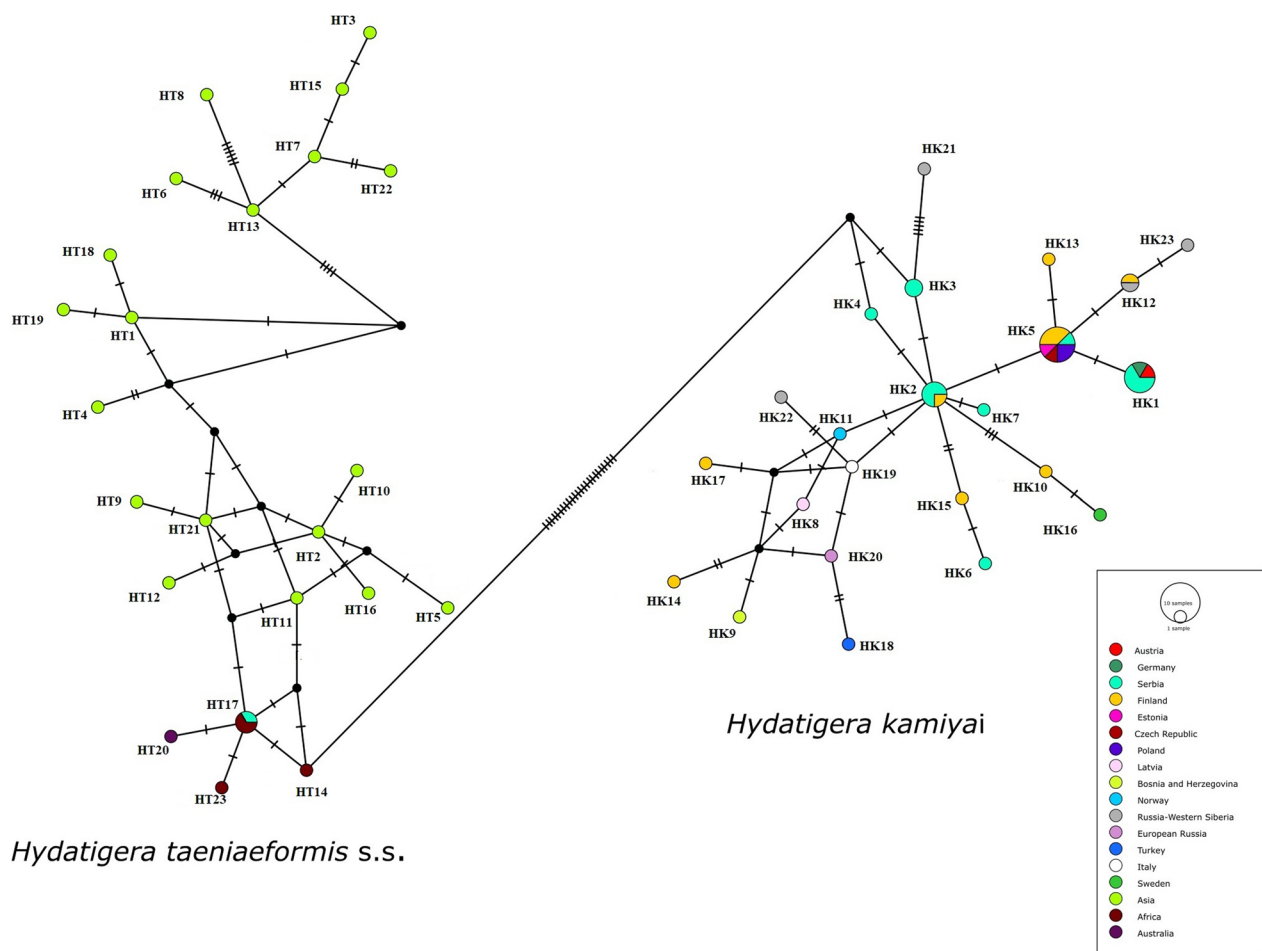 HT3
HT15
HT8
HT7
HT22
HT6
HT13
HT18
HT19
HT1
HT4
HT10
HT9
HT21
HT2
HT12
HT16
HT5
HT11
HT17
HT20
HT14
HT23
Hydatigera taeniaeformis s.s.
HK21
HK13
HK23
HK3
HK12
HK4
HK5
HK2
HK1
HK22
HK11
HK7
HK17
HK19
HK10
HK8
HK15
HK16
HK20
HK6
HK14
HK9
HK18
Hydatigera kamiyai
10 samples
1 sample
Austria
Germany
Serbia
Finland
Estonia
Czech Republic
Poland
Latvia
Bosnia and Herzegovina
Norway
Russia-Western Siberia
European Russia
Turkey
Italy
Sweden
Asia
Africa
Australia